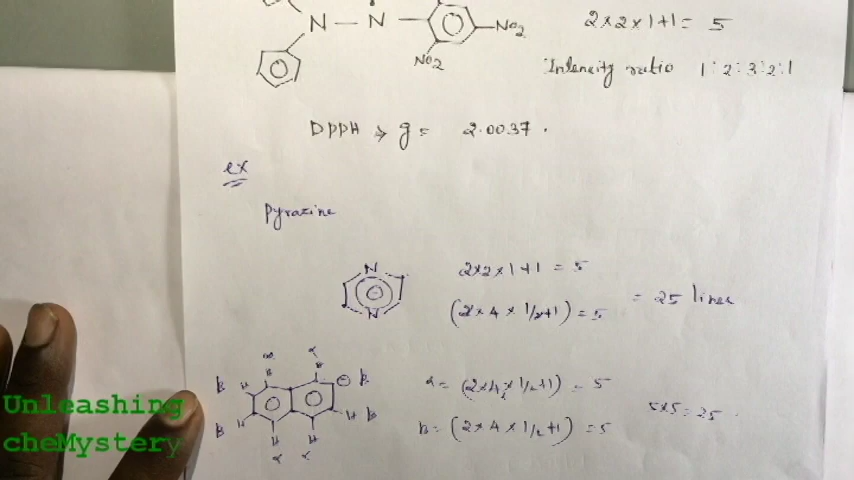 N — N — NO2
2×2×1+1 = 5
NO2
Intencity ratio 1:2:3:2:1
DPPH → g = 2.0037.
ex
Pyrazine
N
2×2×1+1 = 5
(2×4×1/2+1) = 5
= 25 lines
N
α α
B H B B B
α = (2×4×1/2+1) = 5
5×5=25
H H B
B H H H
B = (2×4×1/2+1) = 5
α α
Unleashing
cheMystery